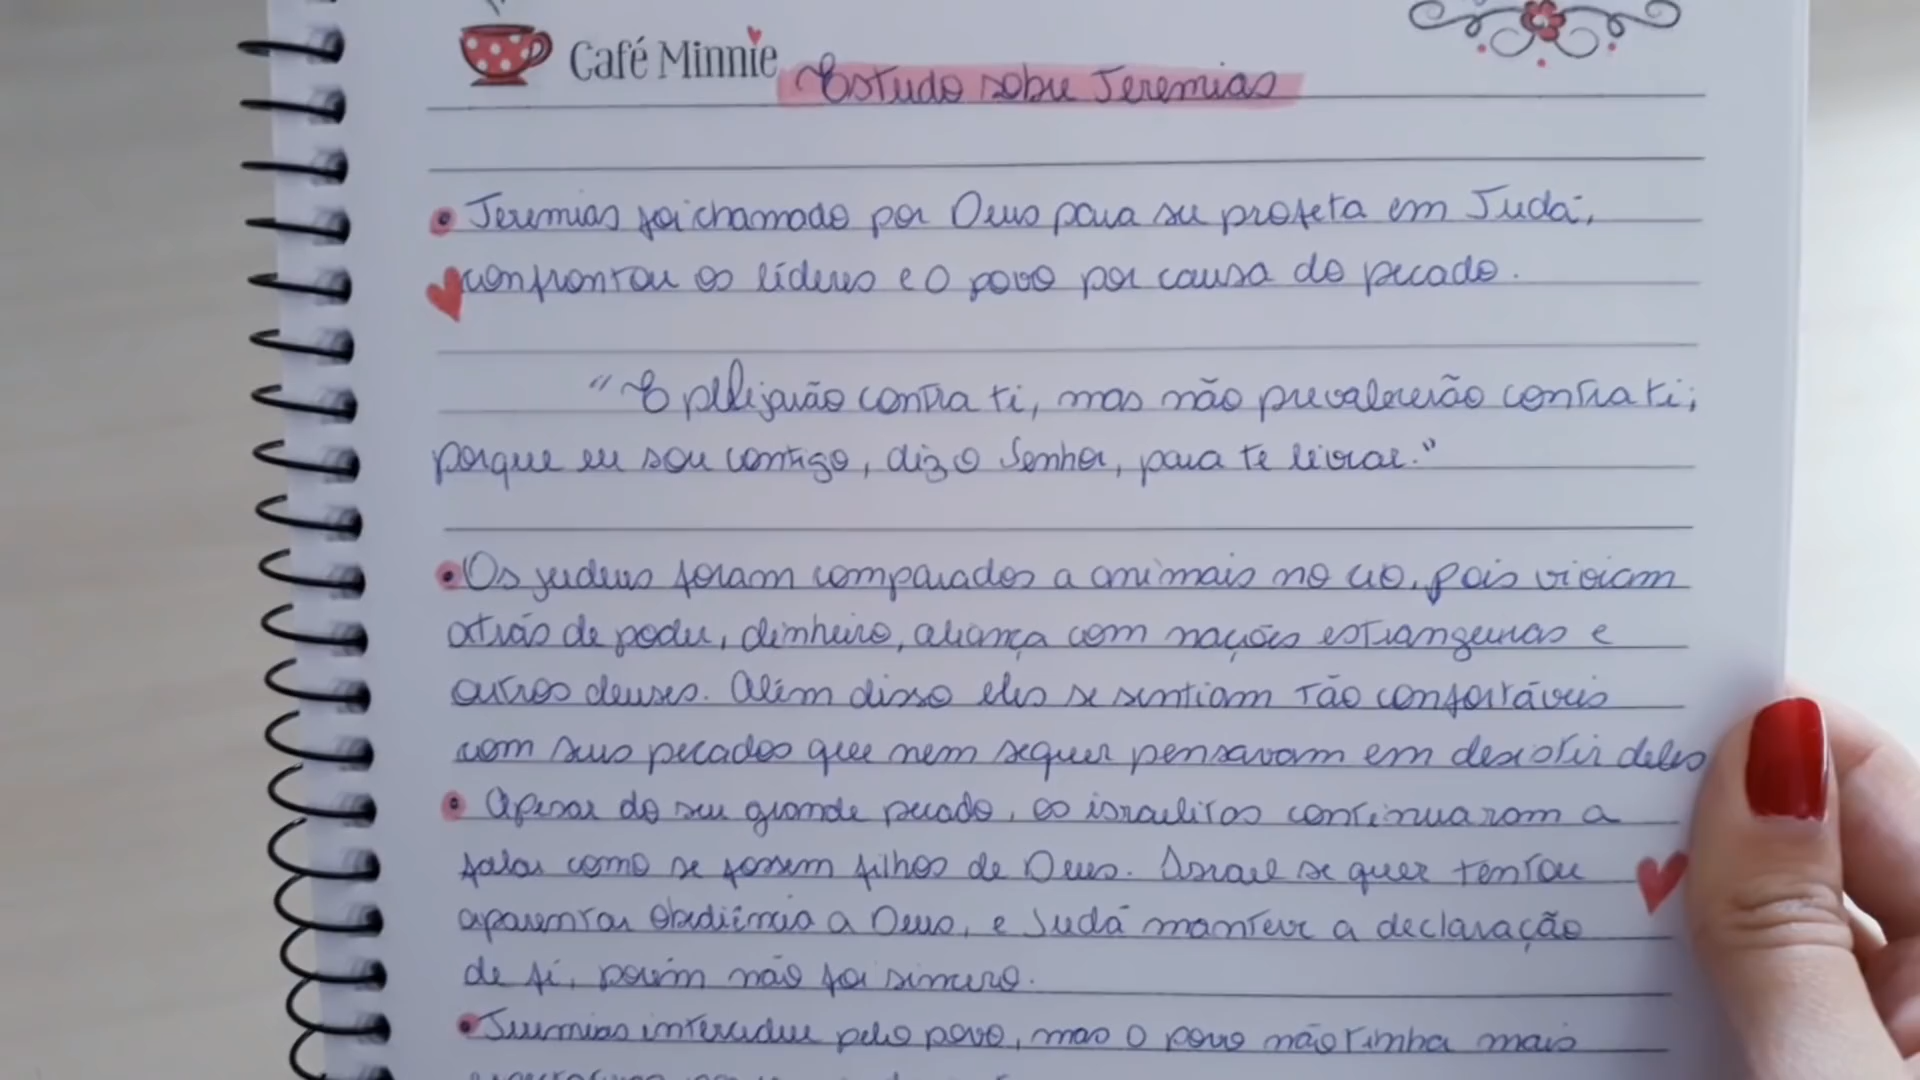 Café Minnie
Estudo sobre Jeremias
• Jeremias foi chamado por Deus para ser profeta em Judá,
confrontou os líderes e o povo por causa do pecado.
"E pelejarão contra ti, mas não prevalecerão contra ti;
porque eu sou contigo, diz o Senhor, para te livrar."
• Os judeus foram comparados a animais no cio, pois viviam
atrás de poder, dinheiro, aliança com nações estrangeiras e
outros deuses. Além disso eles se sentiam tão confortáveis
com seus pecados que nem sequer pensavam em desistir deles
• Apesar do seu grande pecado, os israelitas continuaram a
falar como se fossem filhos de Deus. Israel se quer tentou
aparentar obediência a Deus, e Judá manteve a declaração
de fé, porém não foi sincero.
• Jeremias intercedeu pelo povo, mas o povo não tinha mais